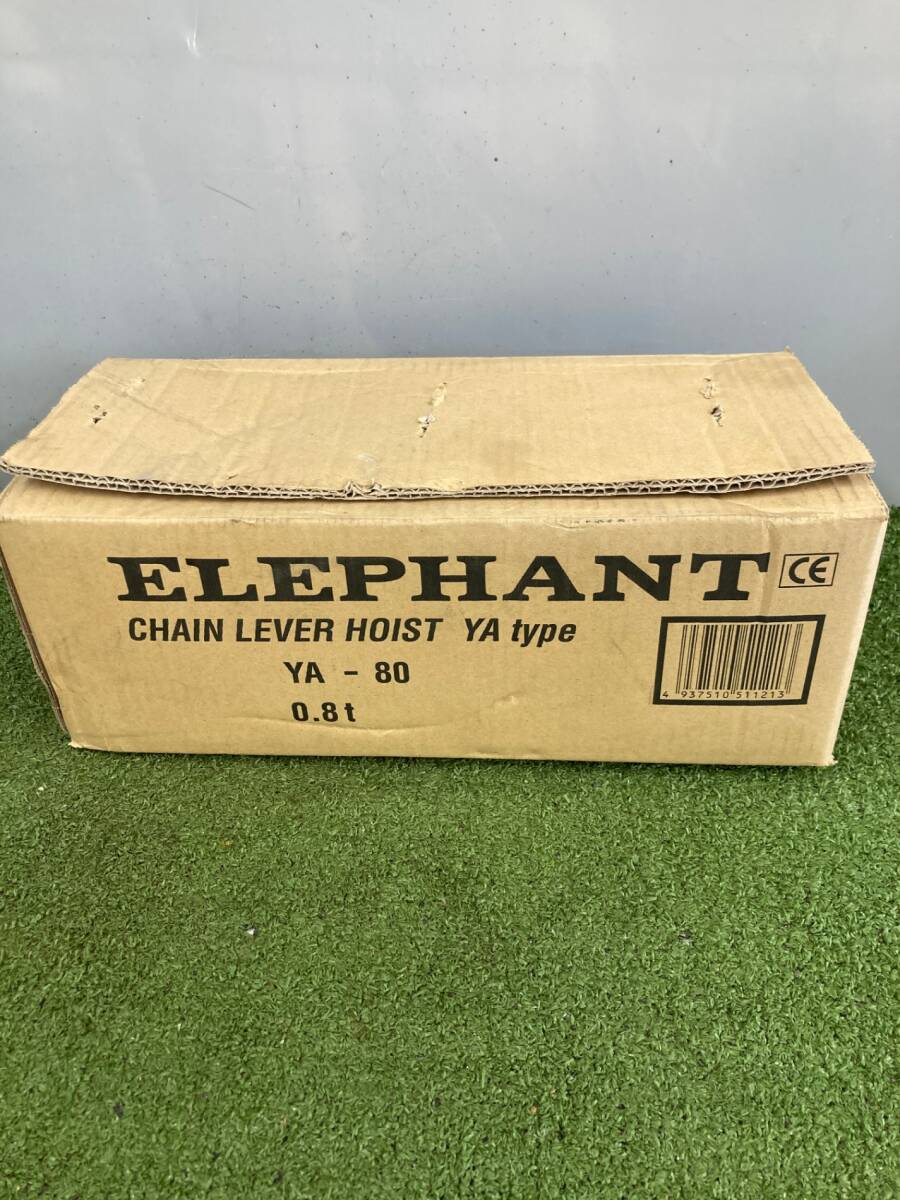 ELEPHANT CE
CHAIN LEVER HOIST YA type
YA - 80
0.8t
4 937510 511213